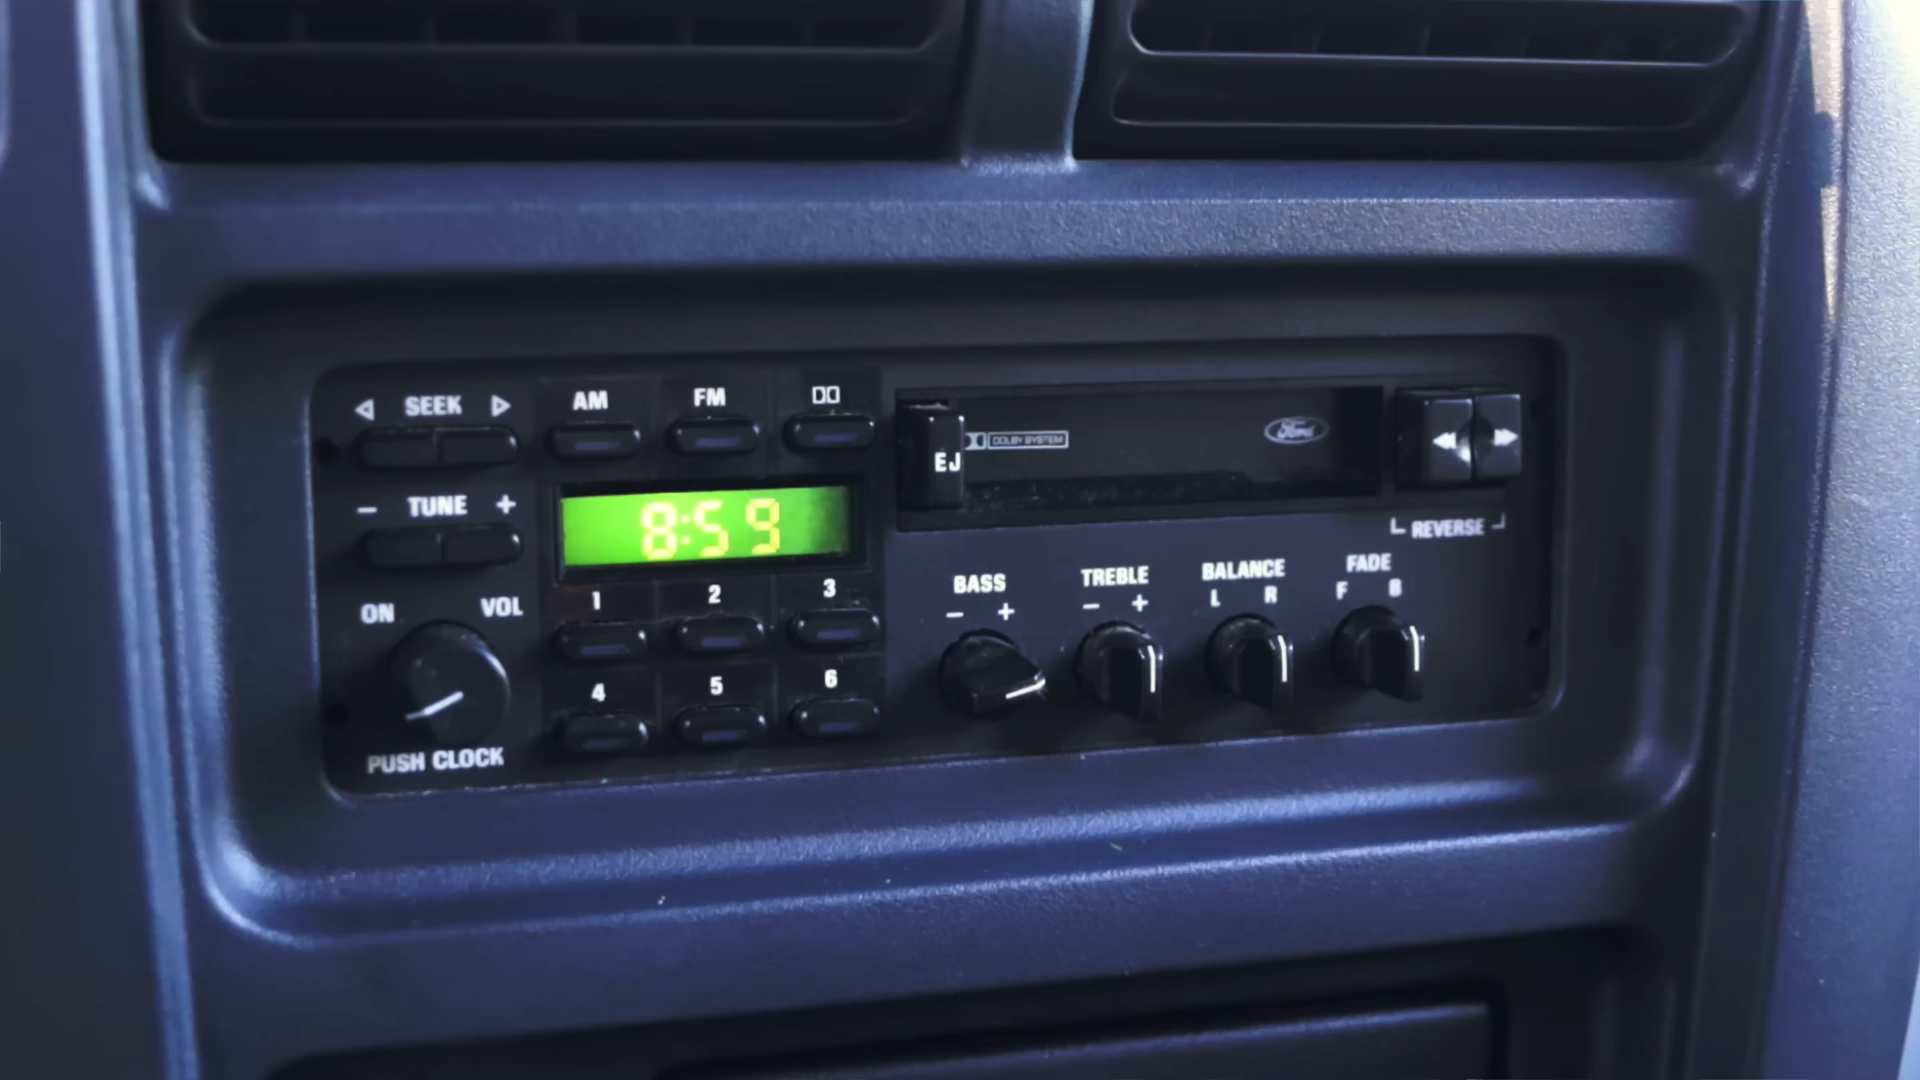 ◁ SEEK ▷
AM
FM
EJ
DOLBY SYSTEM
Ford
− TUNE +
8:59
REVERSE
ON
VOL
1
2
3
4
5
6
PUSH CLOCK
BASS
− +
TREBLE
− +
BALANCE
L R
FADE
F B